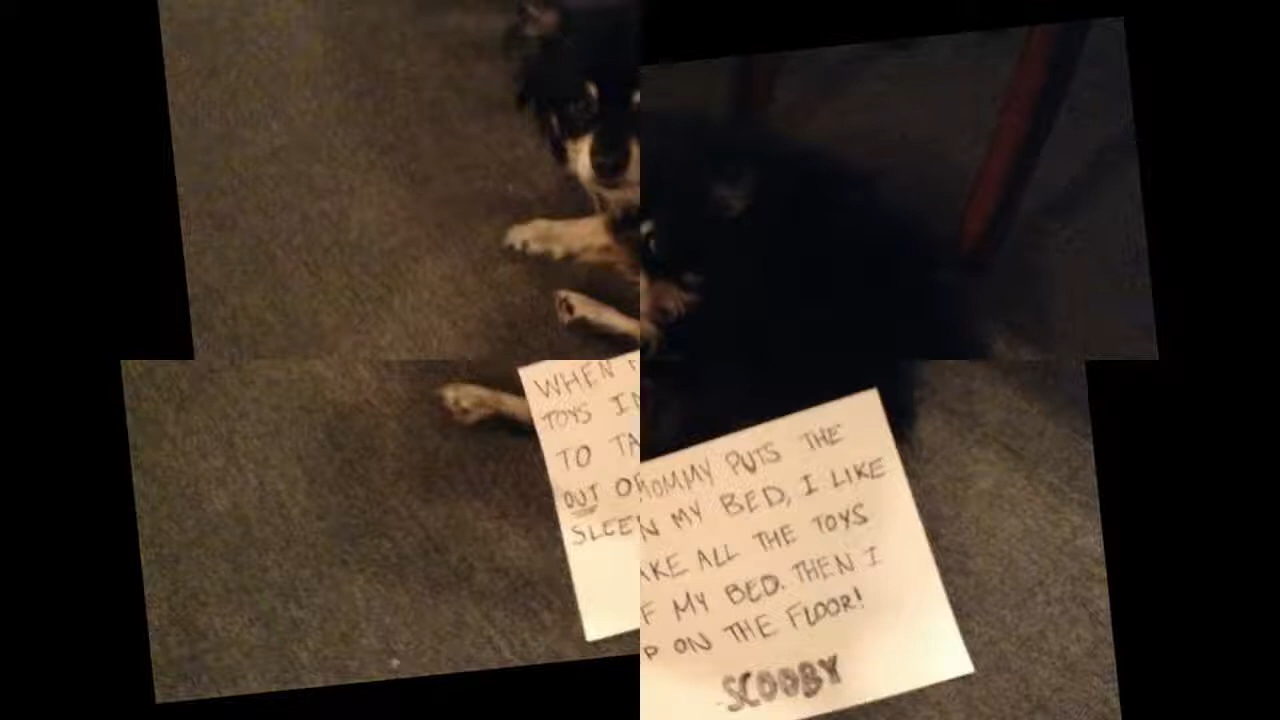 WHEN MOMMY PUTS THE
TOYS IN MY BED, I LIKE
TO TAKE ALL THE TOYS
OUT OF MY BED. THEN I
SLEEP ON THE FLOOR!
-SCOOBY